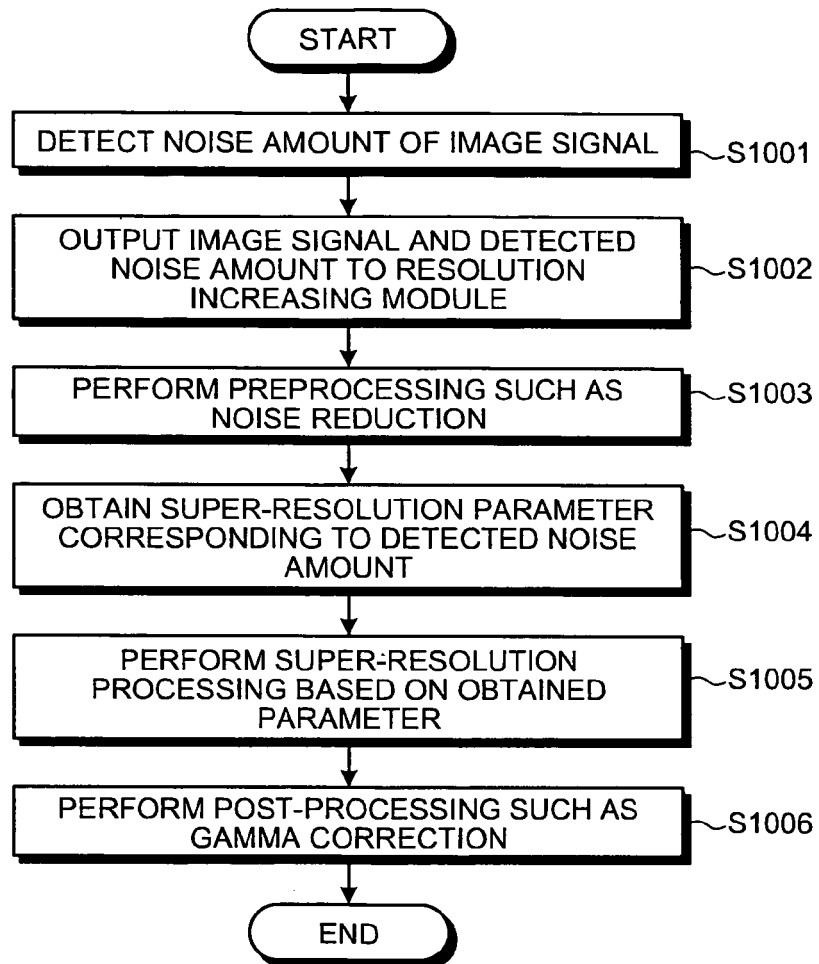 START
DETECT NOISE AMOUNT OF IMAGE SIGNAL
S1001
OUTPUT IMAGE SIGNAL AND DETECTED
NOISE AMOUNT TO RESOLUTION
INCREASING MODULE
S1002
PERFORM PREPROCESSING SUCH AS
NOISE REDUCTION
S1003
OBTAIN SUPER-RESOLUTION PARAMETER
CORRESPONDING TO DETECTED NOISE
AMOUNT
S1004
PERFORM SUPER-RESOLUTION
PROCESSING BASED ON OBTAINED
PARAMETER
S1005
PERFORM POST-PROCESSING SUCH AS
GAMMA CORRECTION
S1006
END